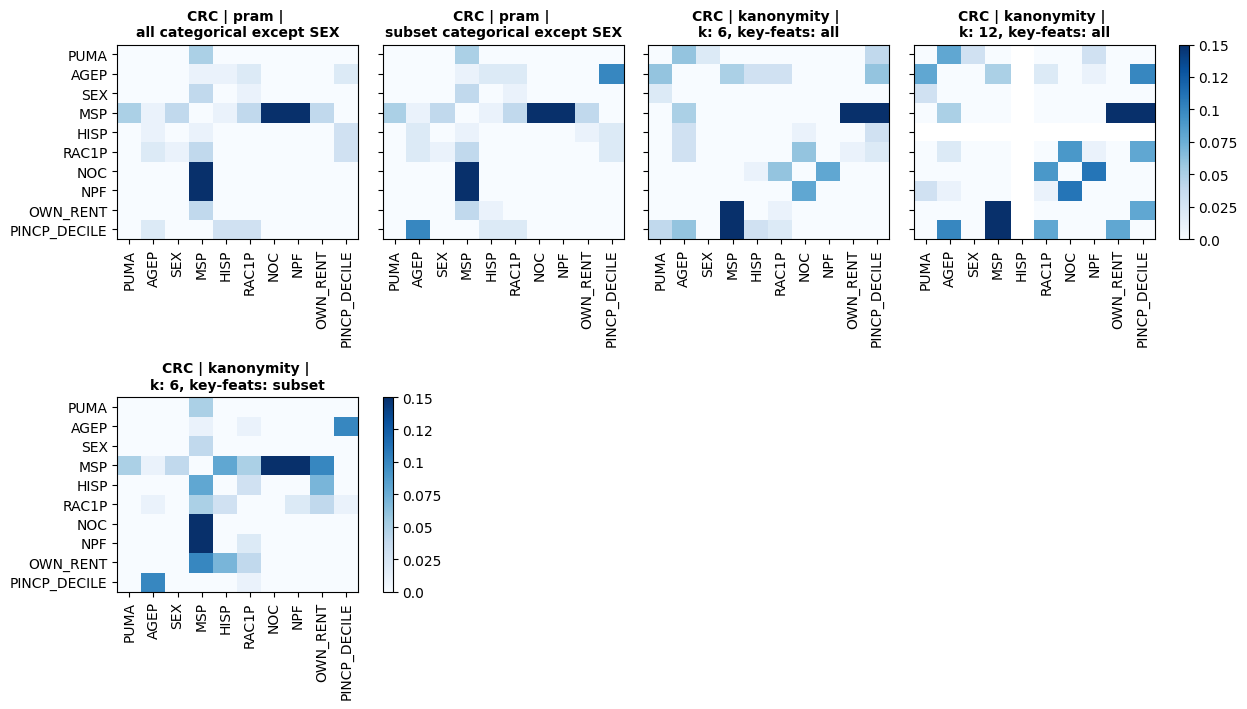 CRC | pram |
all categorical except SEX
CRC | pram |
subset categorical except SEX
CRC | kanonymity |
k: 6, key-feats: all
CRC | kanonymity |
k: 12, key-feats: all
PUMA
AGEP
SEX
MSP
HISP
RAC1P
NOC
NPF
OWN_RENT
PINCP_DECILE
PUMA
AGEP
SEX
MSP
HISP
RAC1P
NOC
NPF
OWN_RENT
PINCP_DECILE
PUMA
AGEP
SEX
MSP
HISP
RAC1P
NOC
NPF
OWN_RENT
PINCP_DECILE
PUMA
AGEP
SEX
MSP
HISP
RAC1P
NOC
NPF
OWN_RENT
PINCP_DECILE
PUMA
AGEP
SEX
MSP
HISP
RAC1P
NOC
NPF
OWN_RENT
PINCP_DECILE
0.15
0.12
0.1
0.075
0.05
0.025
0.0
CRC | kanonymity |
k: 6, key-feats: subset
PUMA
AGEP
SEX
MSP
HISP
RAC1P
NOC
NPF
OWN_RENT
PINCP_DECILE
PUMA
AGEP
SEX
MSP
HISP
RAC1P
NOC
NPF
OWN_RENT
PINCP_DECILE
0.15
0.12
0.1
0.075
0.05
0.025
0.0